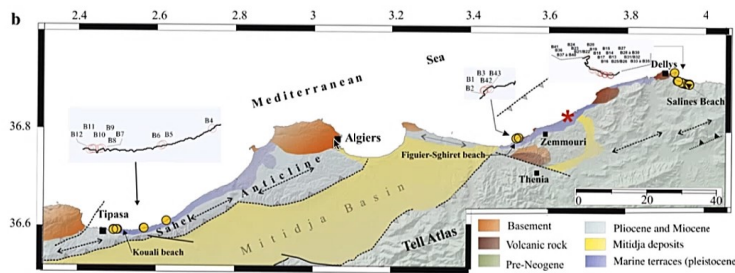 b
2.4 2.6 2.8 3 3.2 3.4 3.6 3.8 4
36.8
36.6
Mediterranean Sea
B12 B11 B10 B9 B8 B7 B6 B5 B4
B1 B2 B3 B42 B43
Dellys
Salines Beach
Algiers
Zemmouri
Figuier-Sghiret beach
Thenia
Tipasa
Kouali beach
Sahel Anticline
Mitidja Basin
Tell Atlas
0 20 40
Basement
Volcanic rock
Pre-Neogene
Pliocene and Miocene
Mitidja deposits
Marine terraces (pleistocene